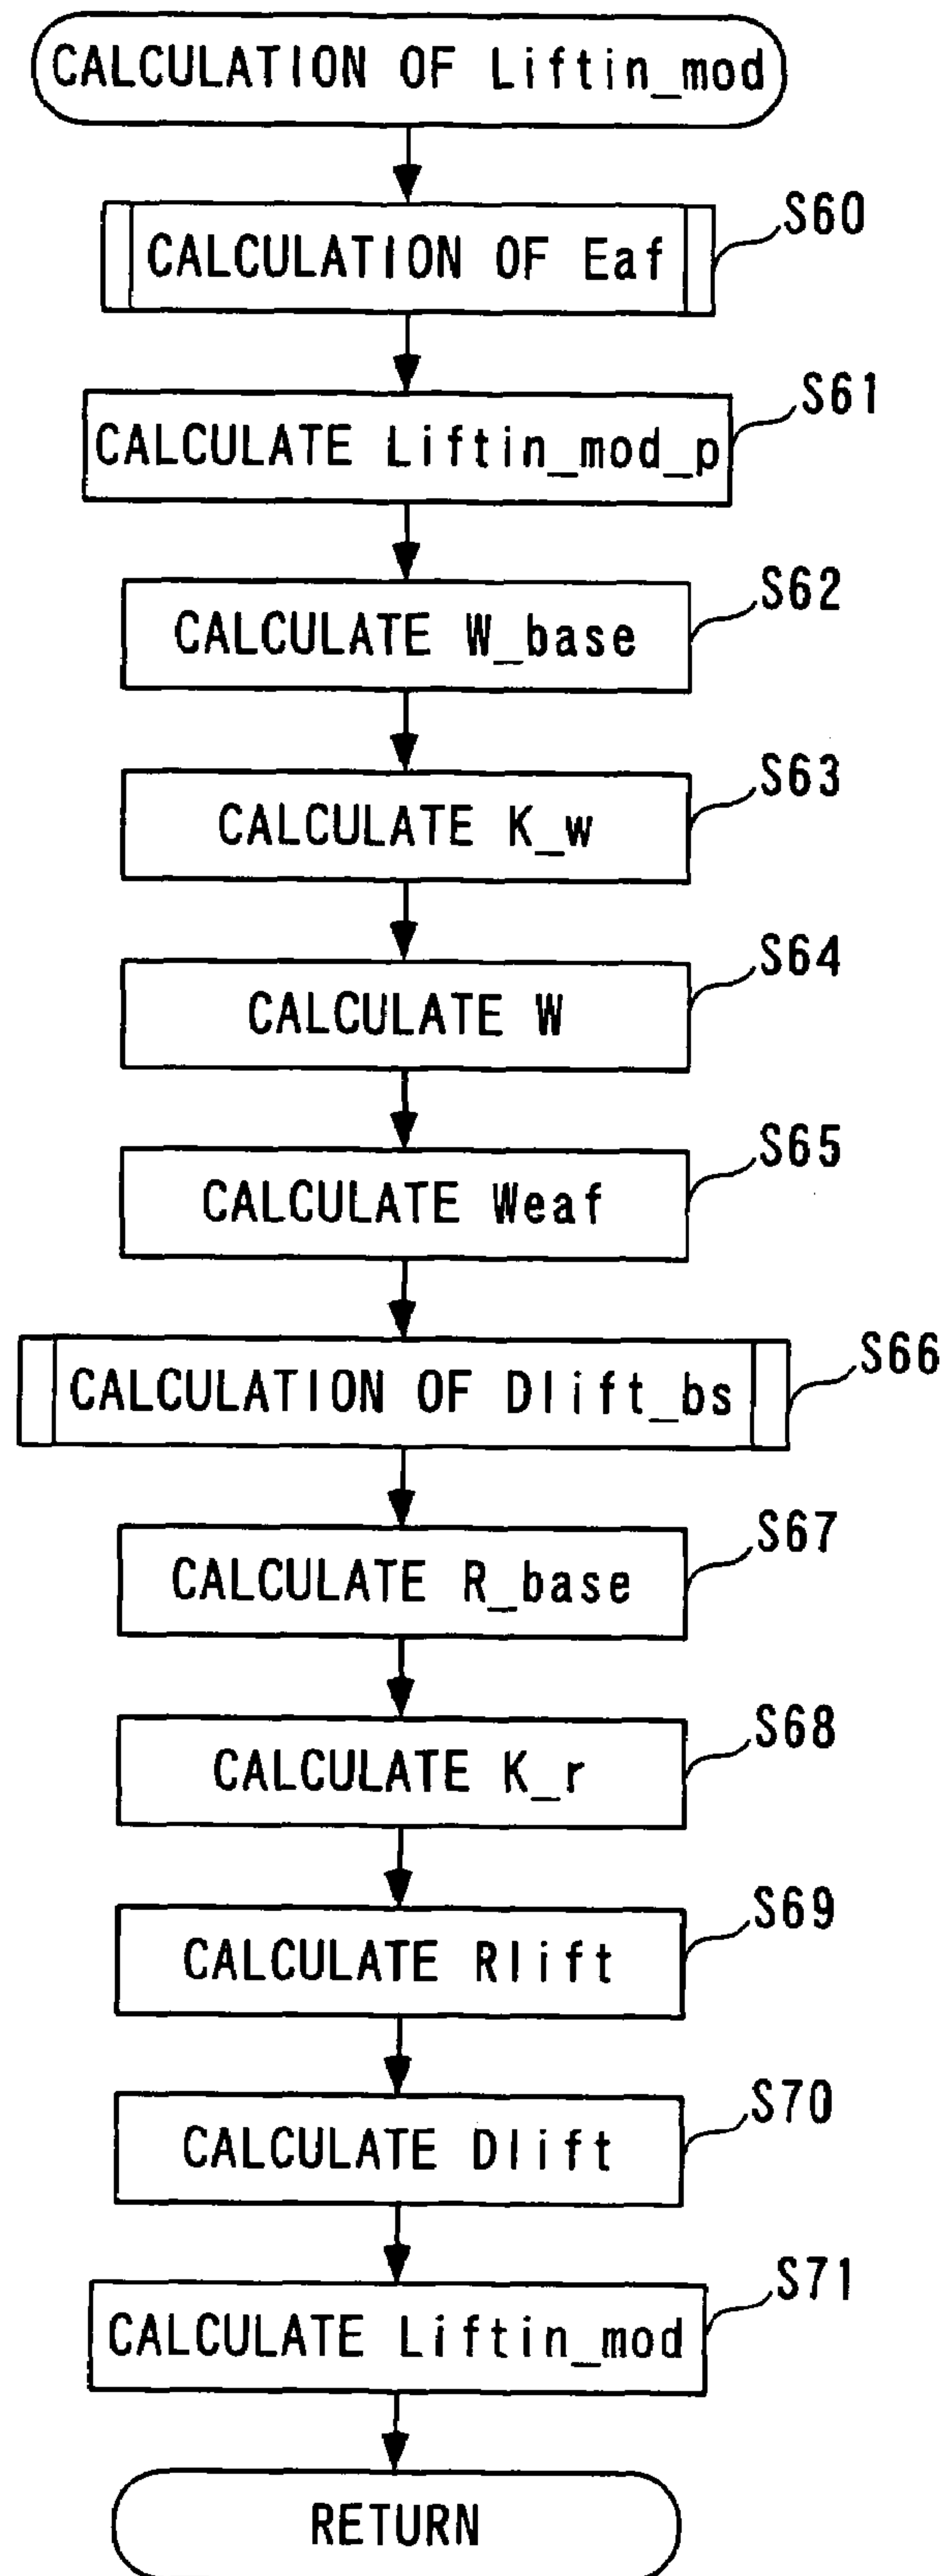 CALCULATION OF Liftin_mod
S60
CALCULATION OF Eaf
S61
CALCULATE Liftin_mod_p
S62
CALCULATE W_base
S63
CALCULATE K_w
S64
CALCULATE W
S65
CALCULATE Weaf
S66
CALCULATION OF Dlift_bs
S67
CALCULATE R_base
S68
CALCULATE K_r
S69
CALCULATE Rlift
S70
CALCULATE Dlift
S71
CALCULATE Liftin_mod
RETURN